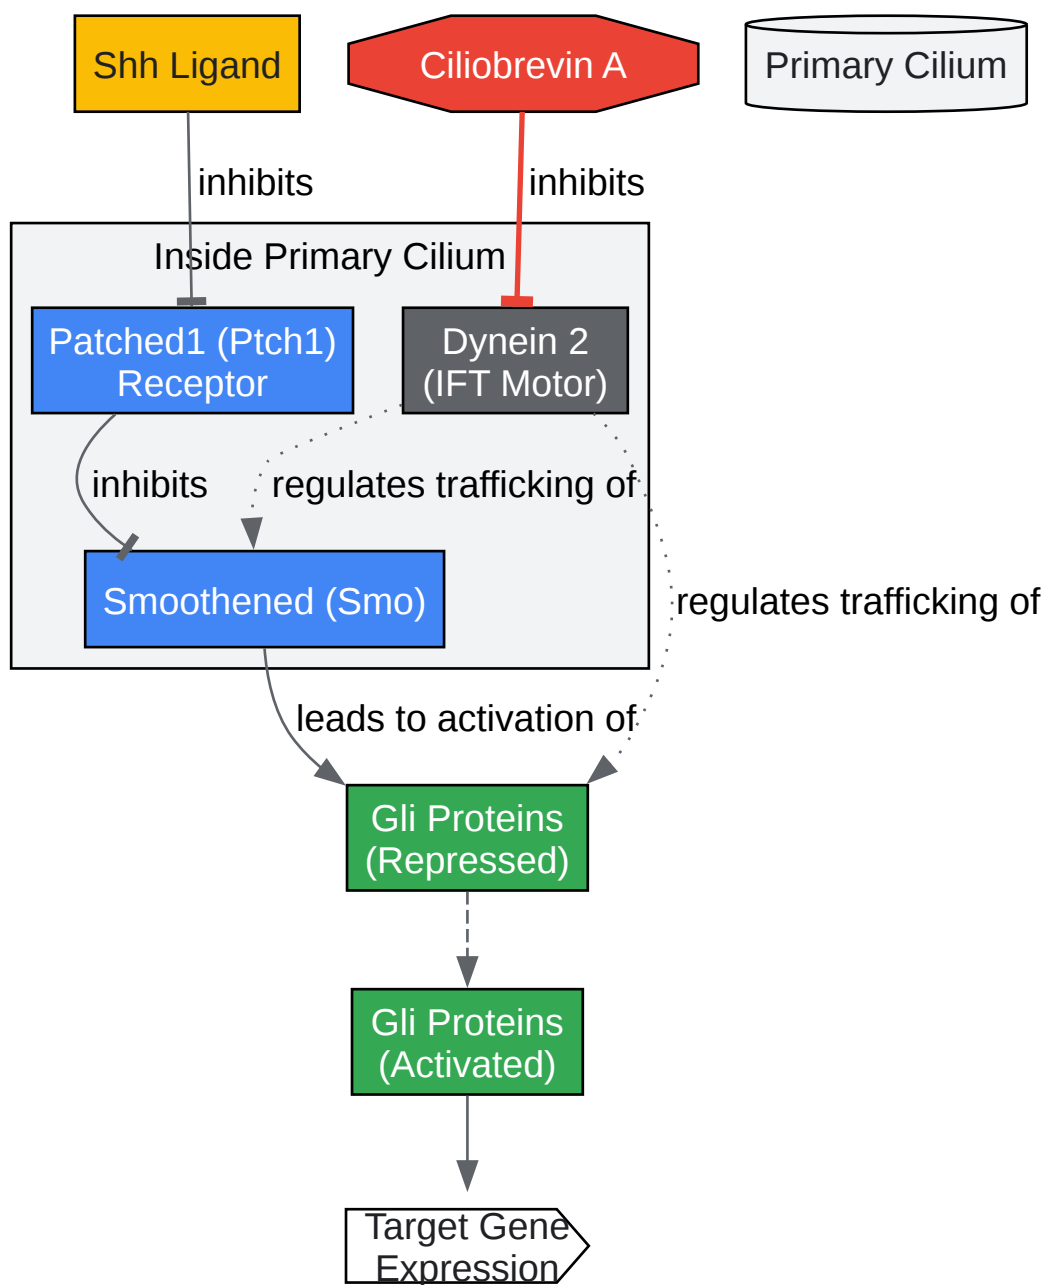 Shh Ligand
Ciliobrevin A
Primary Cilium
inhibits
inhibits
Inside Primary Cilium
Patched1 (Ptch1)
Receptor
Dynein 2
(IFT Motor)
inhibits
regulates trafficking of
Smoothened (Smo)
regulates trafficking of
leads to activation of
Gli Proteins
(Repressed)
Gli Proteins
(Activated)
Target Gene
Expression